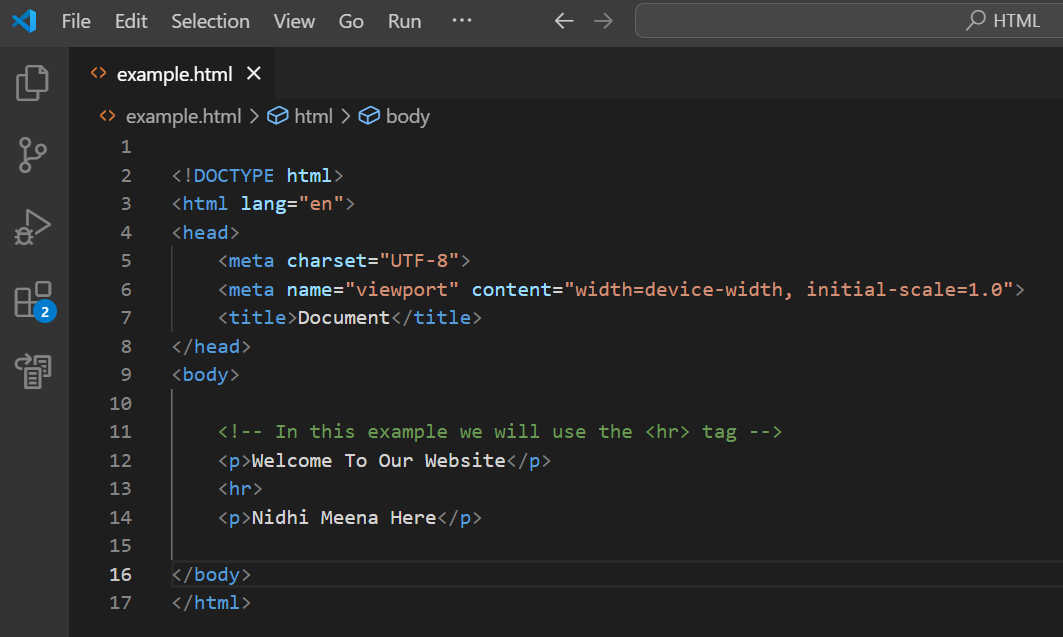 File Edit Selection View Go Run ··· HTML
example.html
example.html > html > body
1
2 <!DOCTYPE html>
3 <html lang="en">
4 <head>
5     <meta charset="UTF-8">
6     <meta name="viewport" content="width=device-width, initial-scale=1.0">
7     <title>Document</title>
8 </head>
9 <body>
10
11     <!-- In this example we will use the <hr> tag -->
12     <p>Welcome To Our Website</p>
13     <hr>
14     <p>Nidhi Meena Here</p>
15
16 </body>
17 </html>
2